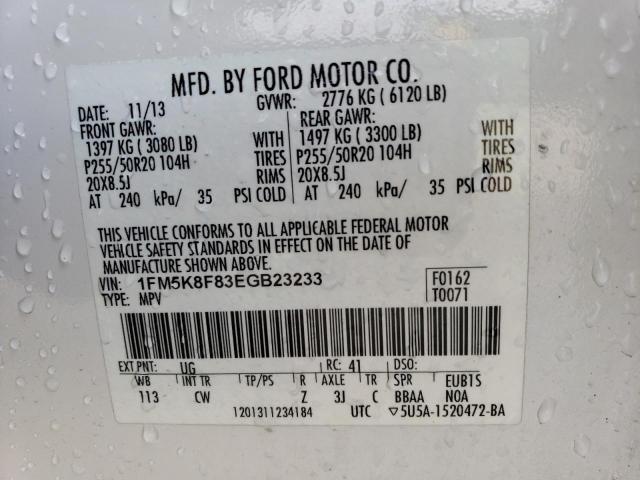 MFD. BY FORD MOTOR CO.
DATE: 11/13 GVWR: 2776 KG ( 6120 LB)
FRONT GAWR: REAR GAWR:
1397 KG ( 3080 LB) WITH 1497 KG ( 3300 LB) WITH
P255/50R20 104H TIRES P255/50R20 104H TIRES
20X8.5J RIMS 20X8.5J RIMS
AT 240 kPa/ 35 PSI COLD AT 240 kPa/ 35 PSI COLD
THIS VEHICLE CONFORMS TO ALL APPLICABLE FEDERAL MOTOR
VEHICLE SAFETY STANDARDS IN EFFECT ON THE DATE OF
MANUFACTURE SHOWN ABOVE.
VIN: 1FM5K8F83EGB23233 F0162
TYPE: MPV T0071
EXT PNT: UG RC: 41 DSO:
WB INT TR TP/PS R AXLE TR SPR EUB1S
113 CW Z 3J C BBAA NOA
1201311234184 UTC ▽5U5A-1520472-BA